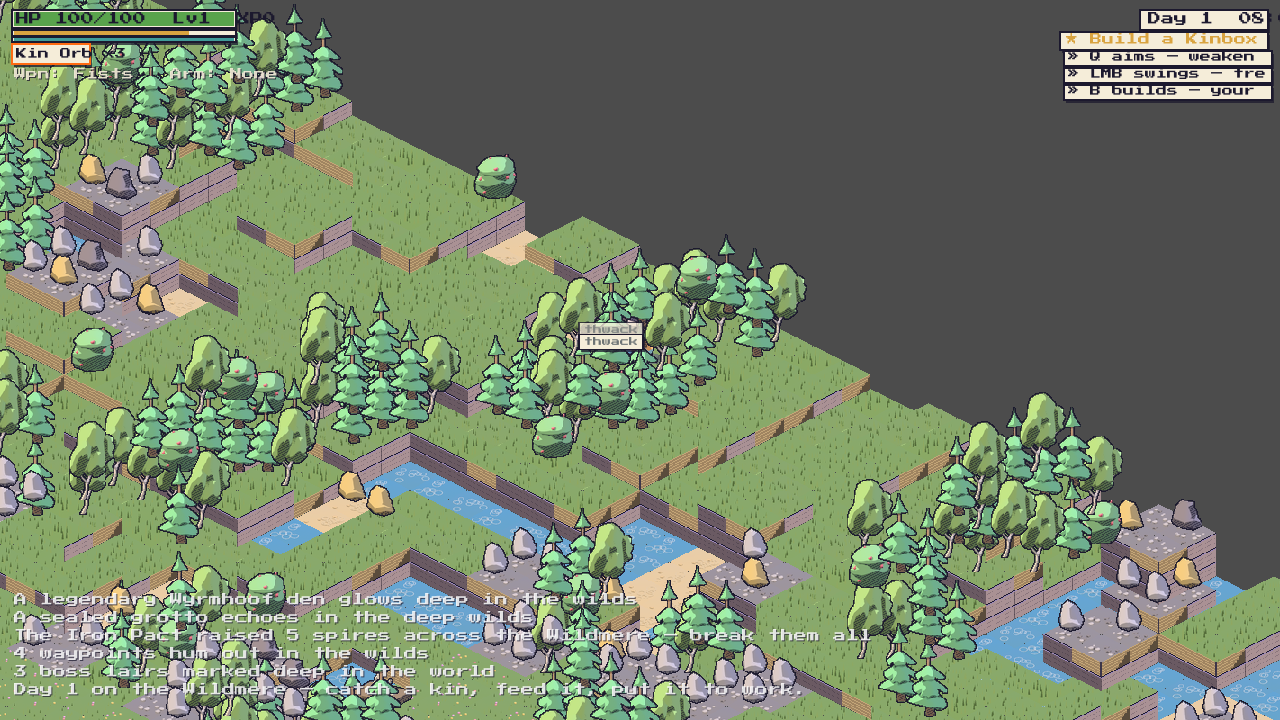 HP 100/100 Lv1 XP0
Kin Orb 3
Wpn: Fists Arm: None
Day 1 08
★ Build a Kinbox
» Q aims — weaken
» LMB swings — tre
» B builds — your
thwack
thwack
A legendary Wyrmhoof den glows deep in the wilds
A sealed grotto echoes in the deep wilds
The Iron Pact raised 5 spires across the Wildmere — break them all
4 waypoints hum out in the wilds
3 boss lairs marked deep in the world
Day 1 on the Wildmere — catch a kin, feed it, put it to work.